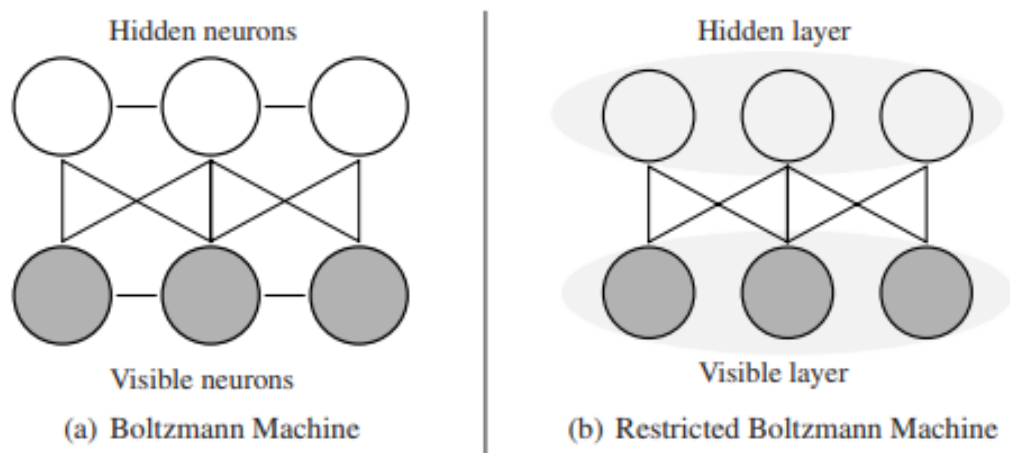 Hidden neurons
Visible neurons
(a) Boltzmann Machine
Hidden layer
Visible layer
(b) Restricted Boltzmann Machine